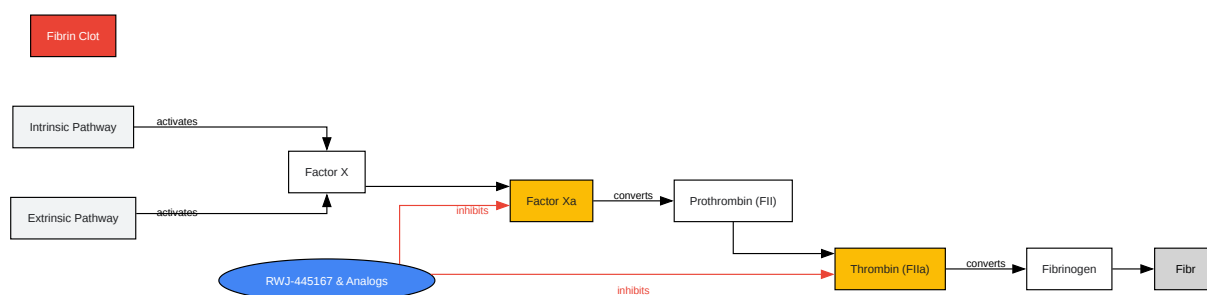 Fibrin Clot
Intrinsic Pathway
activates
Factor X
Extrinsic Pathway
activates
Factor Xa
converts
Prothrombin (FII)
inhibits
RWJ-445167 & Analogs
inhibits
Thrombin (FIIa)
converts
Fibrinogen
Fibr